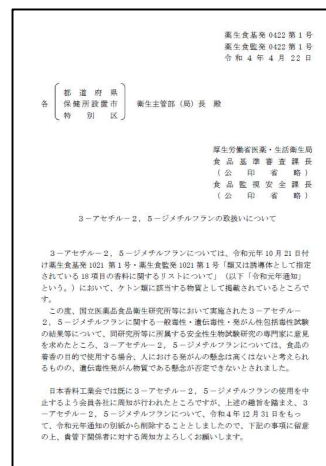 薬生食基発 0422 第 1 号
薬生食監発 0422 第 1 号
令 和 4 年 4 月 2 2 日
都 道 府 県
各 保健所設置市 衛生主管部（局）長 殿
特 別 区
厚生労働省医薬・生活衛生局
食 品 基 準 審 査 課 長
（ 公 印 省 略 ）
食 品 監 視 安 全 課 長
（ 公 印 省 略 ）
３－アセチル－２，５－ジメチルフランの取扱いについて
３－アセチル－２，５－ジメチルフランについては、令和元年 10 月 21 日付
け薬生食基発 1021 第 1 号・薬生食監発 1021 第 1 号「類又は誘導体として指定
されている 18 項目の香料に関するリストについて」（以下「令和元年通知」
という。）において、ケトン類に該当する物質として掲載されているところで
す。
この度、国立医薬品食品衛生研究所等において実施された３－アセチル－
２，５－ジメチルフランに関する一般毒性・遺伝毒性・発がん性包括毒性試験
の結果等について、同研究所等に所属する安全性生物試験研究の専門家に意見
を求めたところ、３－アセチル－２，５－ジメチルフランについては、食品の
着香の目的で使用する場合、人における発がんの懸念は高くはないと考えられ
るものの、遺伝毒性発がん物質である懸念が否定できないとされました。
日本香料工業会では既に３－アセチル－２，５－ジメチルフランの使用を中
止するよう会員各社に周知が行われたところですが、上述の趣旨を踏まえ、３
－アセチル－２，５－ジメチルフランについて、令和４年 12 月 31 日をもっ
て、令和元年通知の別紙から削除することとしましたので、下記の事項に留意
の上、貴管下関係者に対する周知方よろしくお願いします。